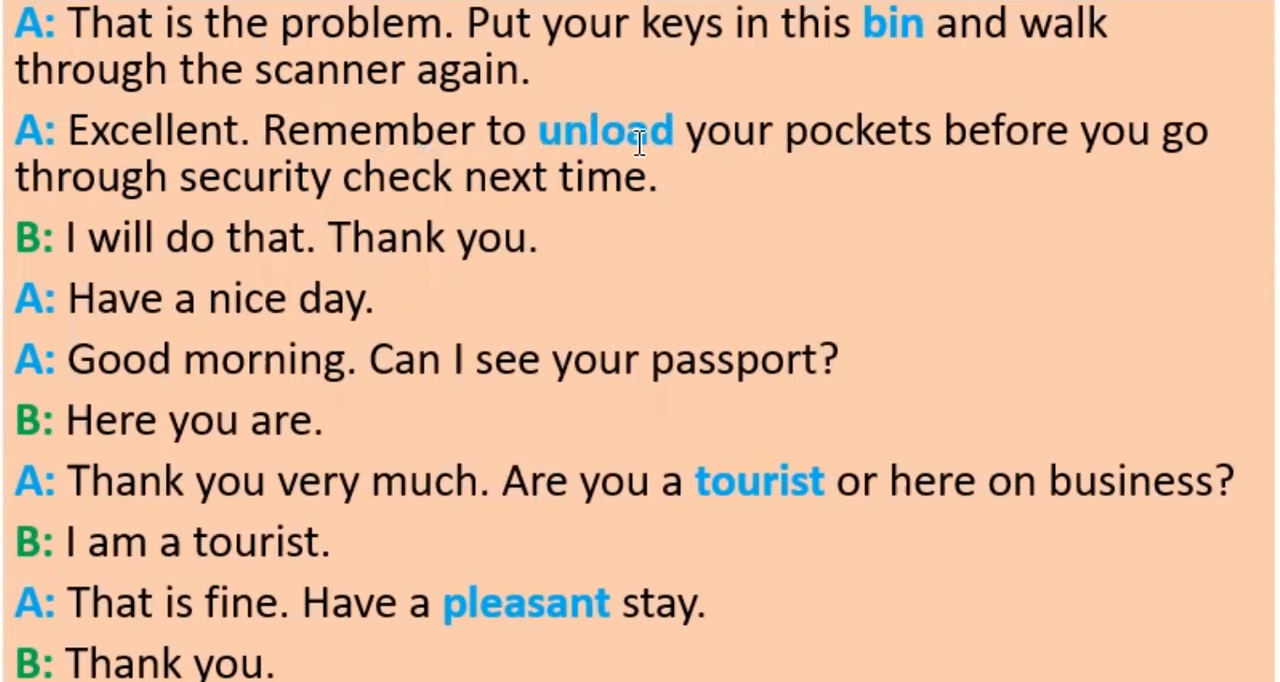 A: That is the problem. Put your keys in this bin and walk
through the scanner again.
A: Excellent. Remember to unload your pockets before you go
through security check next time.
B: I will do that. Thank you.
A: Have a nice day.
A: Good morning. Can I see your passport?
B: Here you are.
A: Thank you very much. Are you a tourist or here on business?
B: I am a tourist.
A: That is fine. Have a pleasant stay.
B: Thank you.